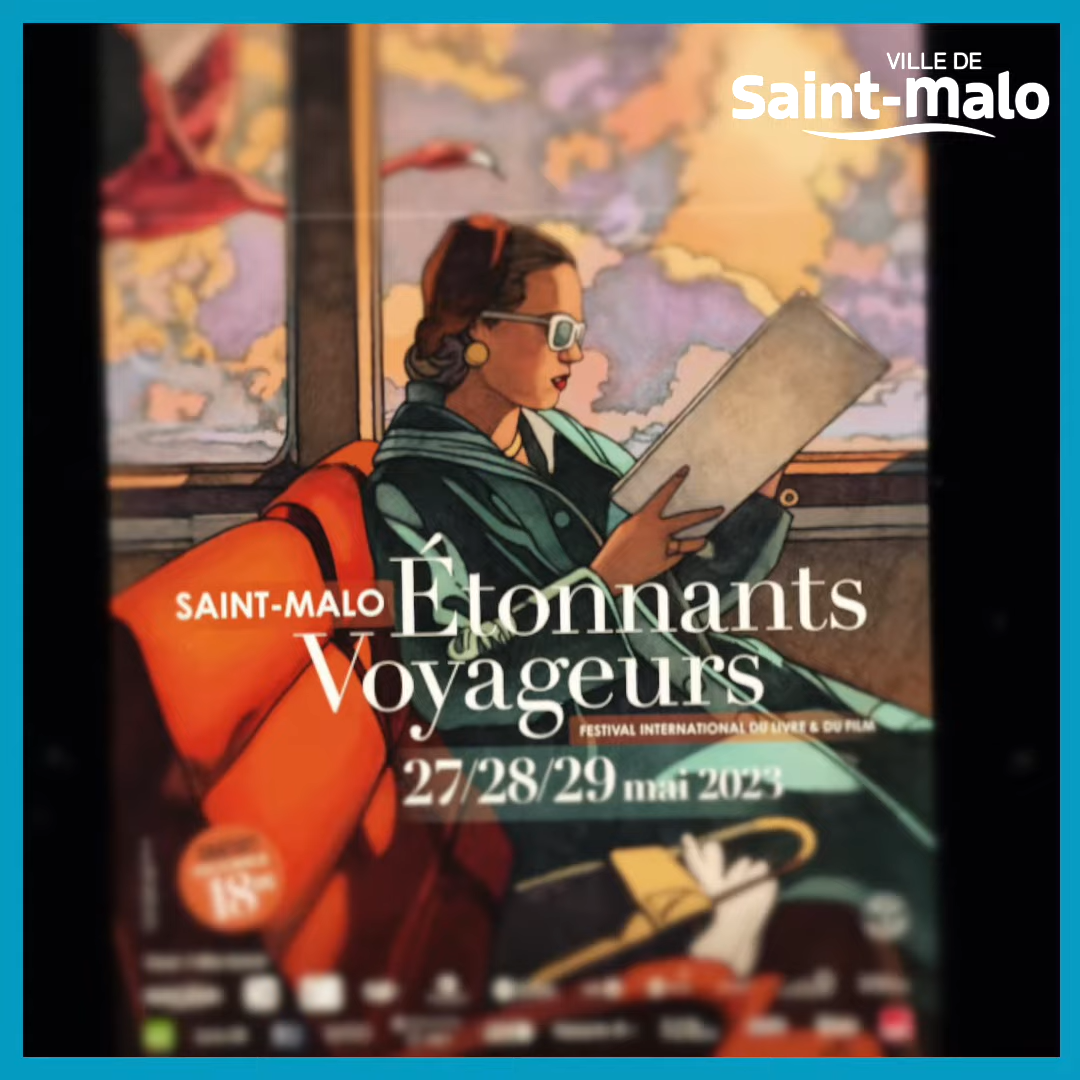 VILLE DE
Saint-malo
SAINT-MALO Étonnants
Voyageurs
FESTIVAL INTERNATIONAL DU LIVRE & DU FILM
27/28/29 mai 2023
18